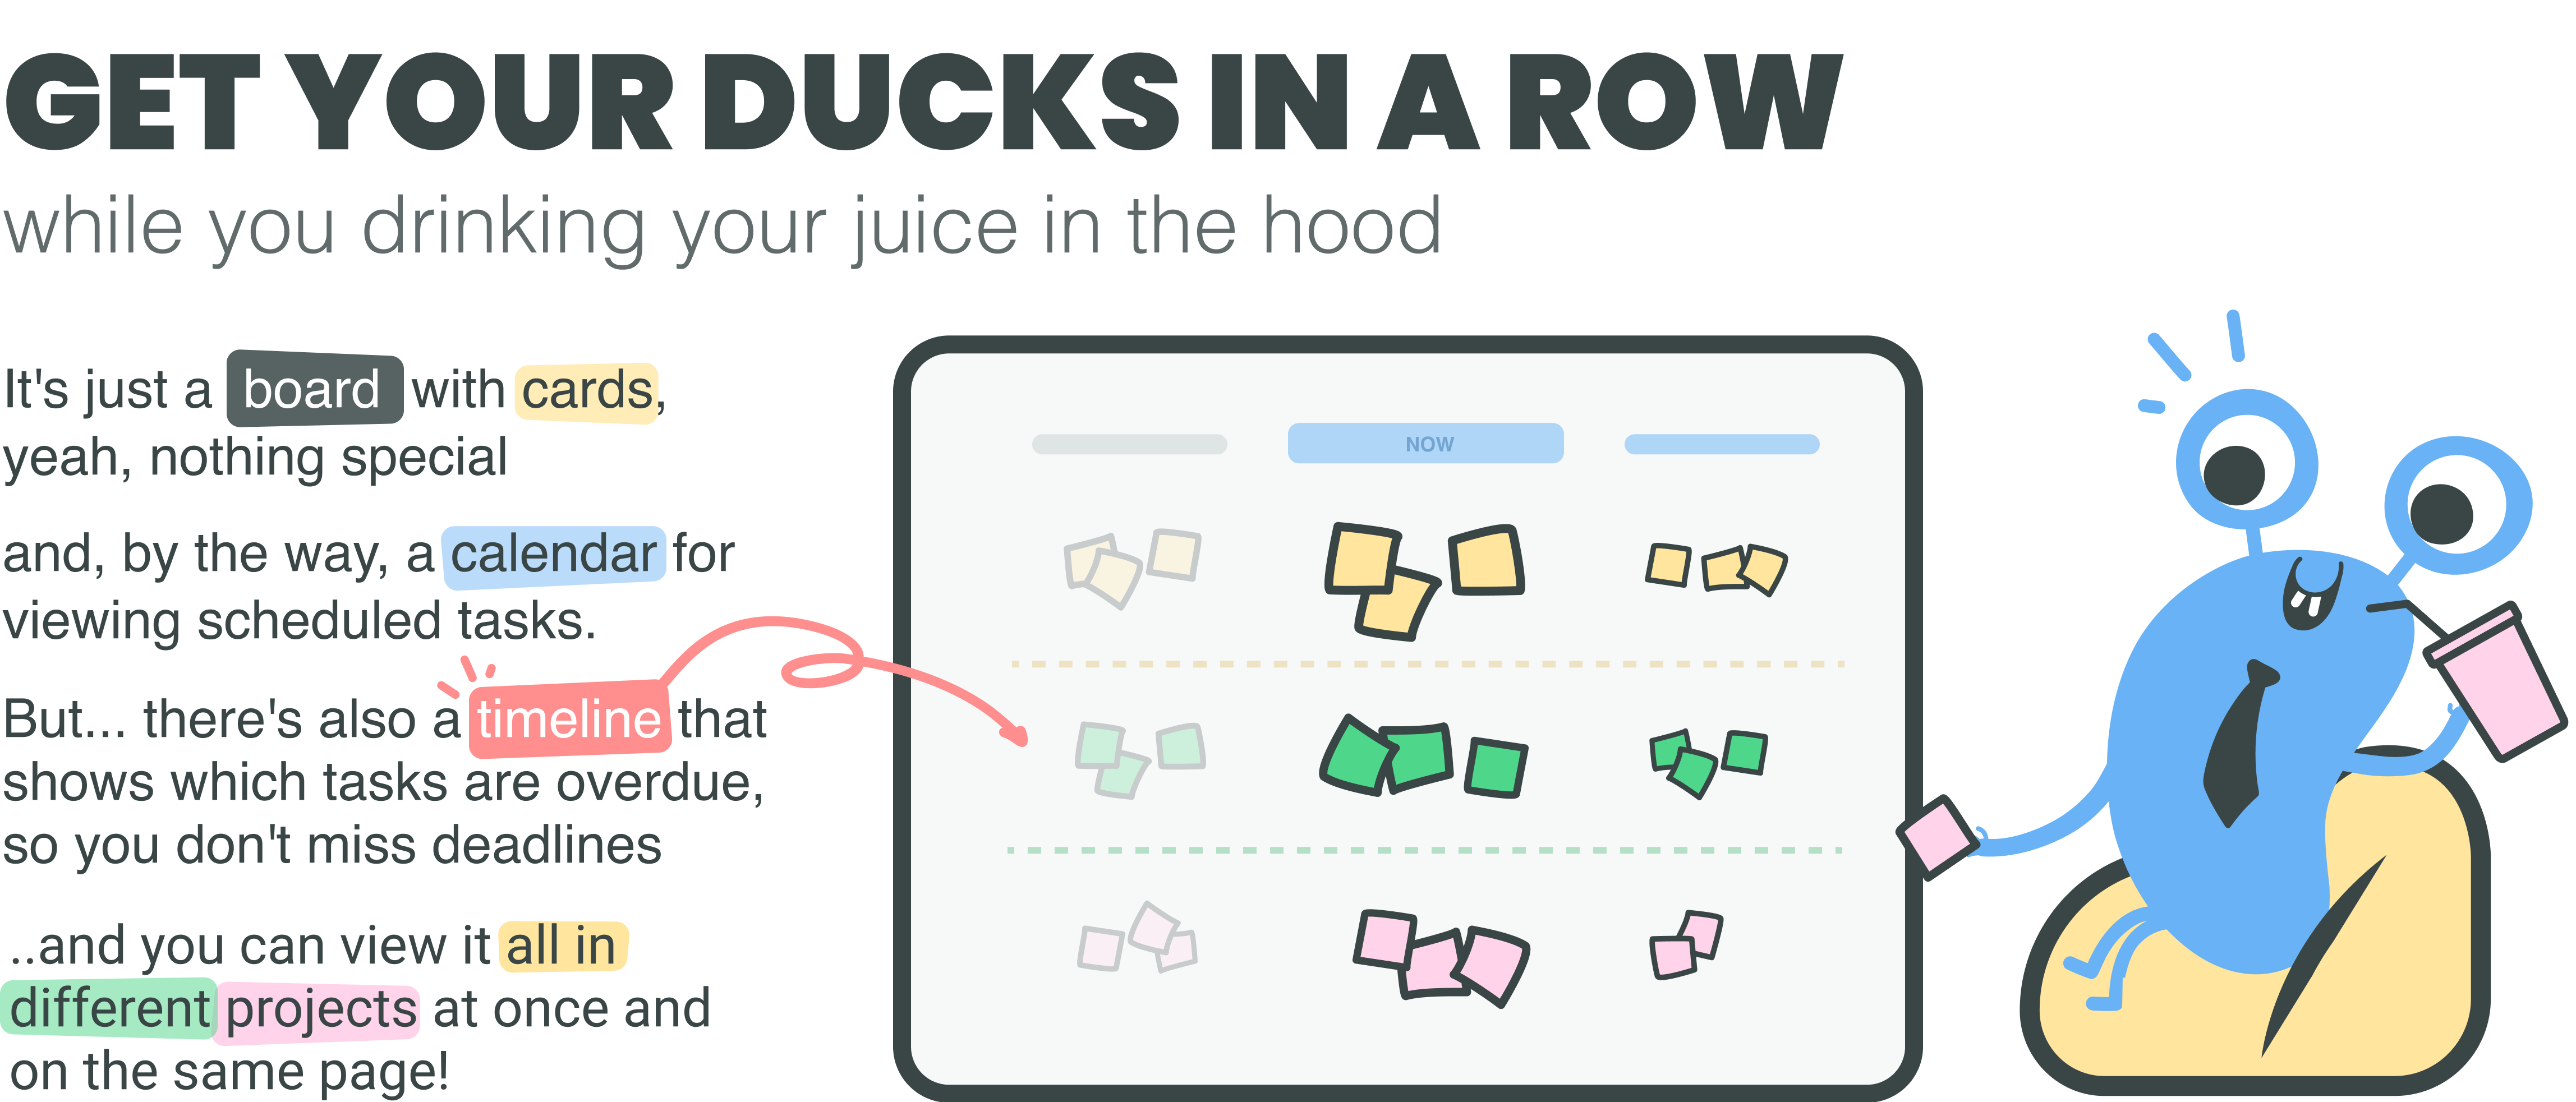 GET YOUR DUCKS IN A ROW
while you drinking your juice in the hood
It's just a board with cards,
yeah, nothing special
and, by the way, a calendar for
viewing scheduled tasks.
But... there's also a timeline that
shows which tasks are overdue,
so you don't miss deadlines
..and you can view it all in
different projects at once and
on the same page!
NOW